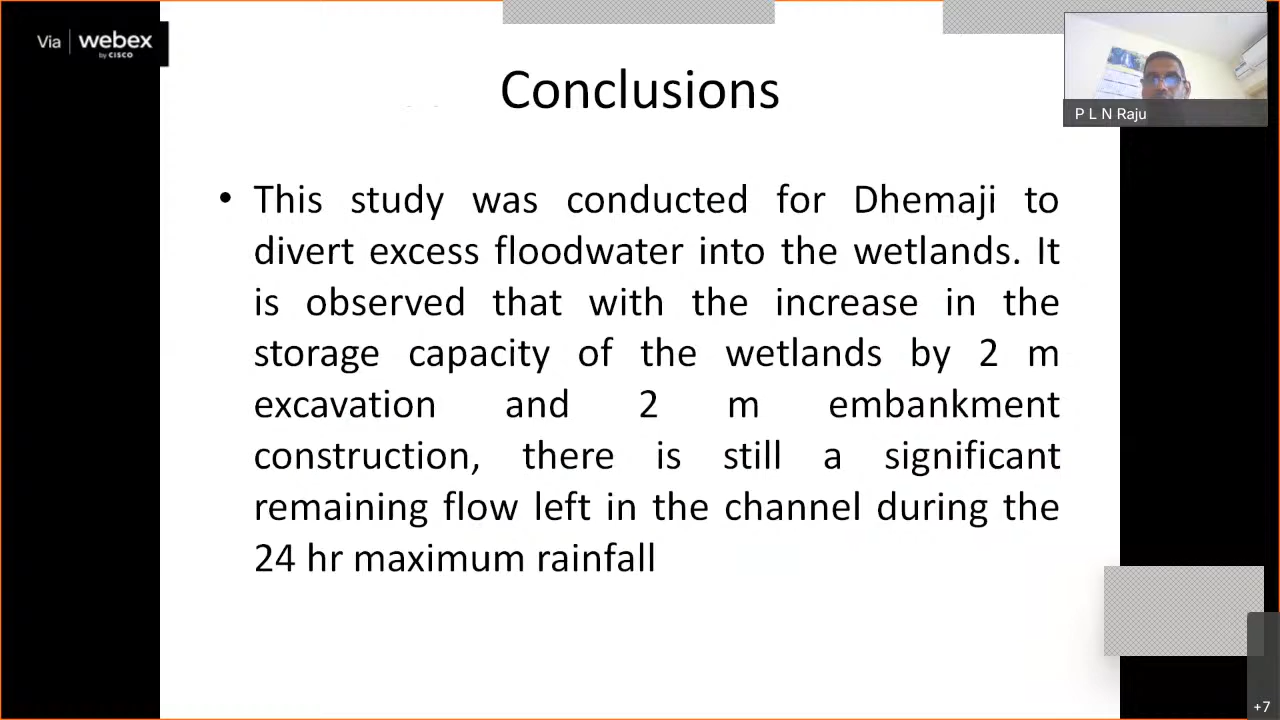 Via webex
by CISCO
P L N Raju
Conclusions
• This study was conducted for Dhemaji to
divert excess floodwater into the wetlands. It
is observed that with the increase in the
storage capacity of the wetlands by 2 m
excavation and 2 m embankment
construction, there is still a significant
remaining flow left in the channel during the
24 hr maximum rainfall
+7